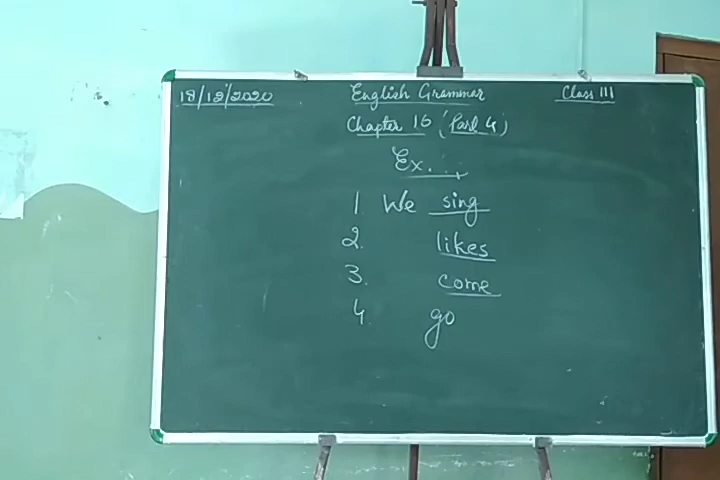 18/12/2020 English Grammar Class III
Chapter 16 (Part 4)
Ex...
1. We sing
2. likes
3. come
4. go